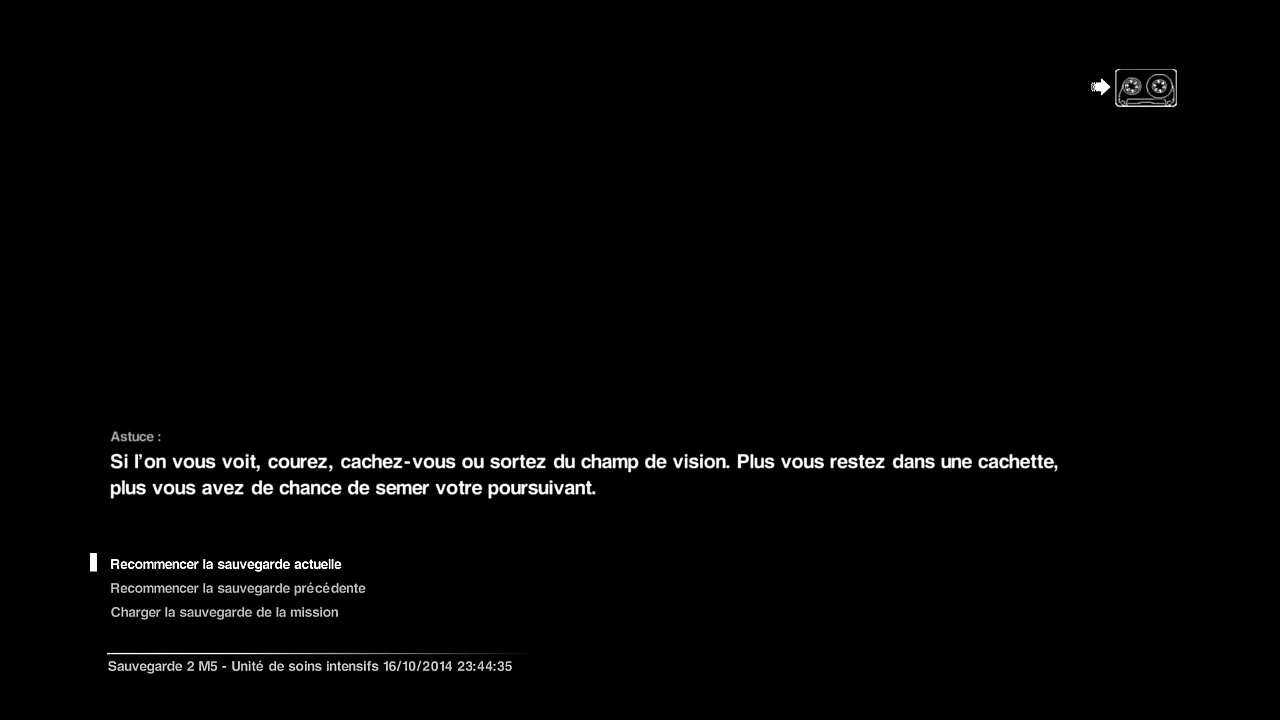 Astuce :
Si l'on vous voit, courez, cachez-vous ou sortez du champ de vision. Plus vous restez dans une cachette,
plus vous avez de chance de semer votre poursuivant.
Recommencer la sauvegarde actuelle
Recommencer la sauvegarde précédente
Charger la sauvegarde de la mission
Sauvegarde 2 M5 - Unité de soins intensifs 16/10/2014 23:44:35